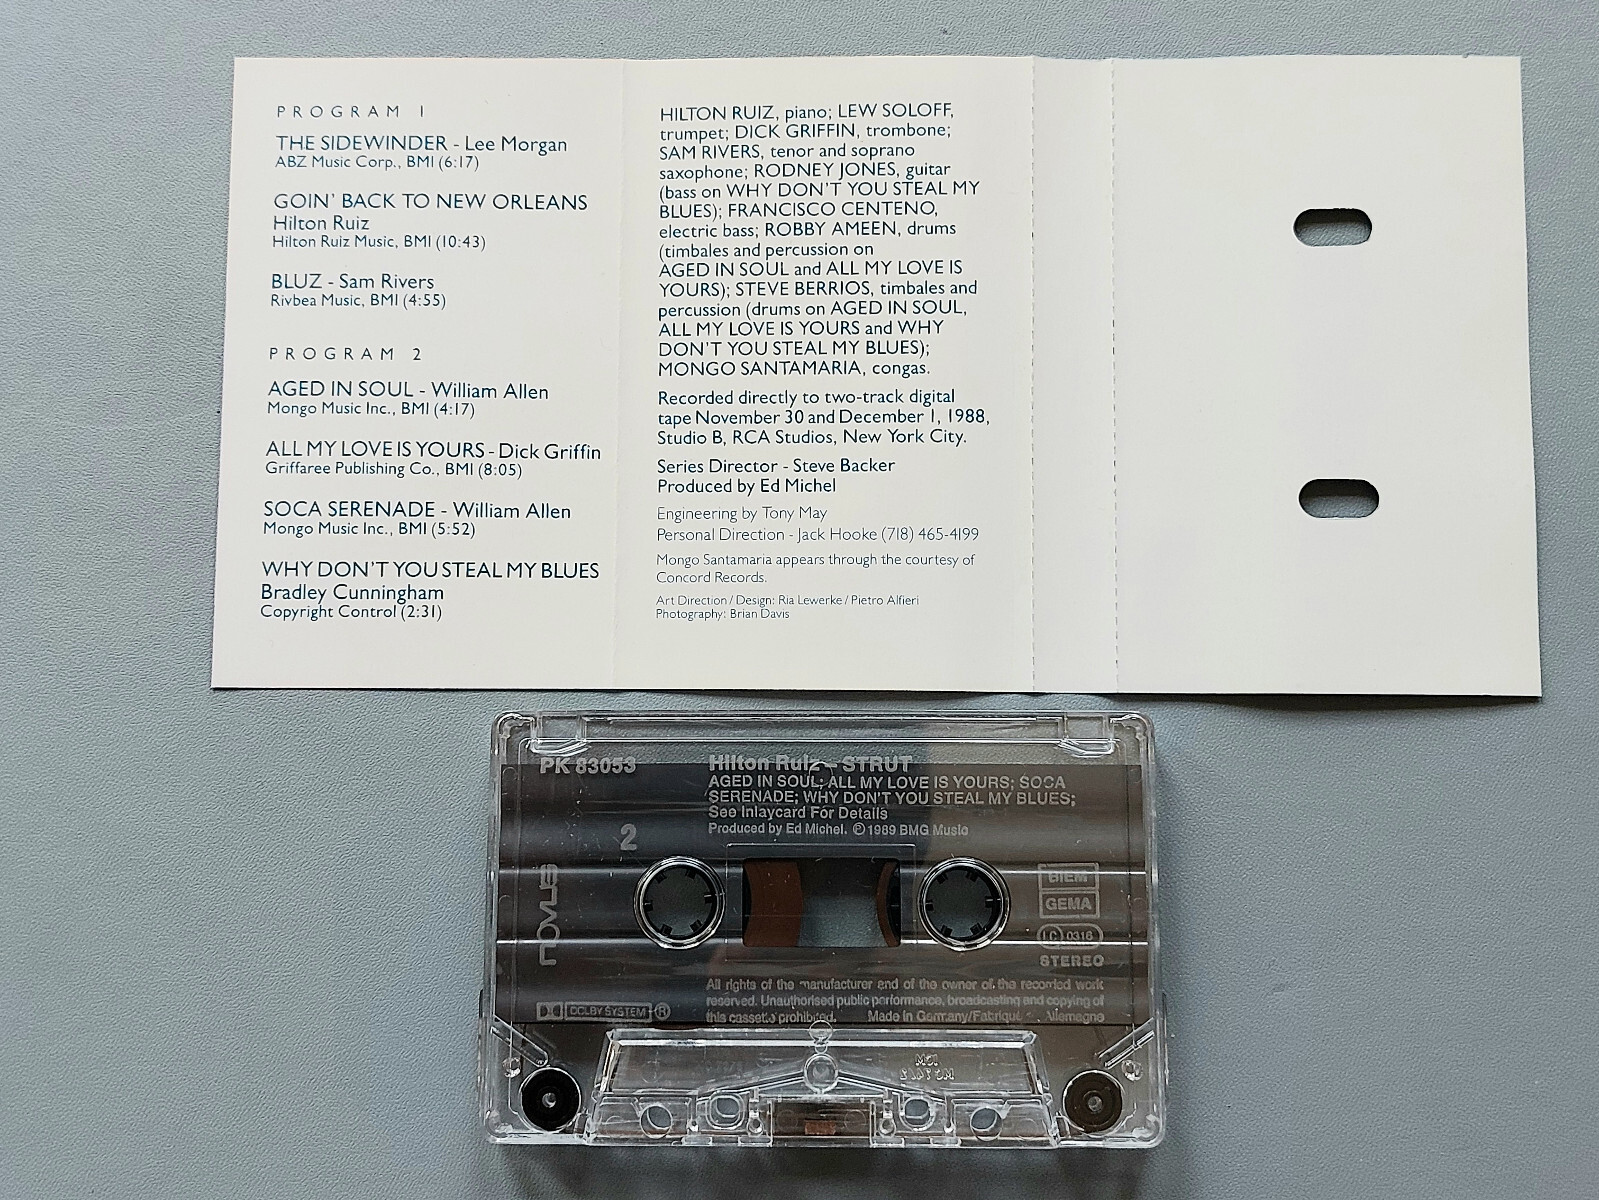 PROGRAM 1
THE SIDEWINDER - Lee Morgan
ABZ Music Corp., BMI (6:17)
GOIN' BACK TO NEW ORLEANS
Hilton Ruiz
Hilton Ruiz Music, BMI (10:43)
BLUZ - Sam Rivers
Rivbea Music, BMI (4:55)
PROGRAM 2
AGED IN SOUL - William Allen
Mongo Music Inc., BMI (4:17)
ALL MY LOVE IS YOURS - Dick Griffin
Griffaree Publishing Co., BMI (8:05)
SOCA SERENADE - William Allen
Mongo Music Inc., BMI (5:52)
WHY DON'T YOU STEAL MY BLUES
Bradley Cunningham
Copyright Control (2:31)
HILTON RUIZ, piano; LEW SOLOFF,
trumpet; DICK GRIFFIN, trombone;
SAM RIVERS, tenor and soprano
saxophone; RODNEY JONES, guitar
(bass on WHY DON'T YOU STEAL MY
BLUES); FRANCISCO CENTENO,
electric bass; ROBBY AMEEN, drums
(timbales and percussion on
AGED IN SOUL and ALL MY LOVE IS
YOURS); STEVE BERRIOS, timbales and
percussion (drums on AGED IN SOUL,
ALL MY LOVE IS YOURS and WHY
DON'T YOU STEAL MY BLUES);
MONGO SANTAMARIA, congas.
Recorded directly to two-track digital
tape November 30 and December 1, 1988,
Studio B, RCA Studios, New York City.
Series Director - Steve Backer
Produced by Ed Michel
Engineering by Tony May
Personal Direction - Jack Hooke (718) 465-4199
Mongo Santamaria appears through the courtesy of
Concord Records.
Art Direction / Design: Ria Lewerke / Pietro Alfieri
Photography: Brian Davis
PK 83053
Hilton Ruiz – STRUT
AGED IN SOUL; ALL MY LOVE IS YOURS; SOCA
SERENADE; WHY DON'T YOU STEAL MY BLUES;
See Inlaycard For Details
Produced by Ed Michel. ℗ 1989 BMG Music
2
novus
BIEM
GEMA
LC 0316
STEREO
All rights of the manufacturer and of the owner of the recorded work
reserved. Unauthorised public performance, broadcasting and copying of
this cassette prohibited. Made in Germany/Fabriqué Allemagne
DOLBY SYSTEM ®